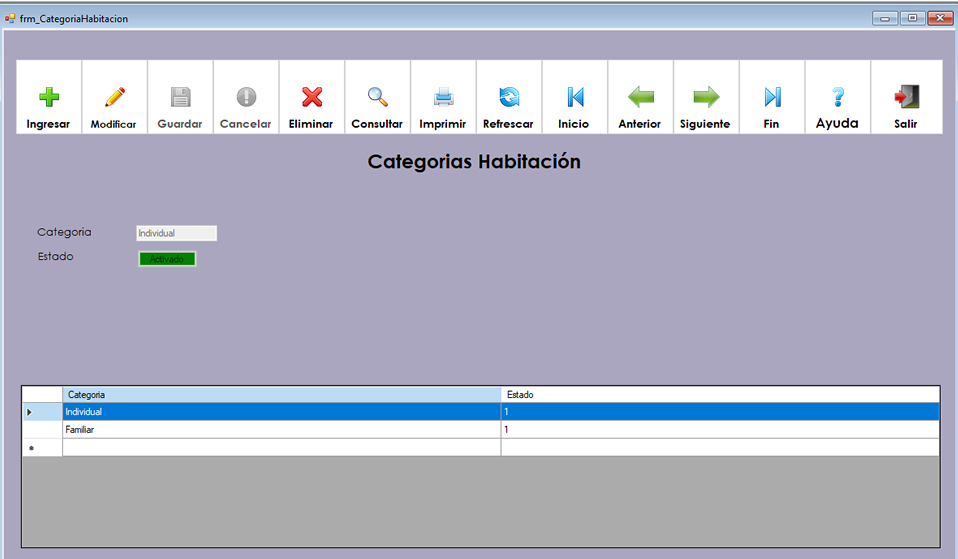 frm_CategoriaHabitacion
Ingresar Modificar Guardar Cancelar Eliminar Consultar Imprimir Refrescar Inicio Anterior Siguiente Fin Ayuda Salir
Categorias Habitación
Categoria Individual
Estado Activado
Categoria Estado
Individual 1
Familiar 1